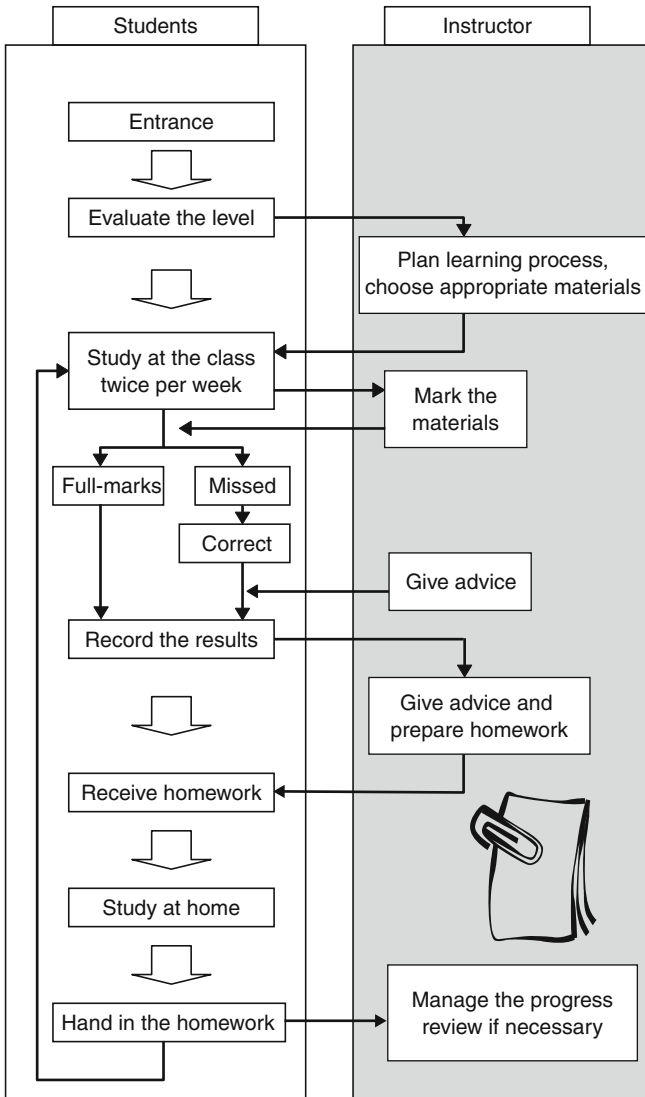 Students
Instructor
Entrance
Evaluate the level
Plan learning process,
choose appropriate materials
Study at the class
twice per week
Mark the
materials
Full-marks
Missed
Correct
Give advice
Record the results
Give advice and
prepare homework
Receive homework
Study at home
Hand in the homework
Manage the progress
review if necessary